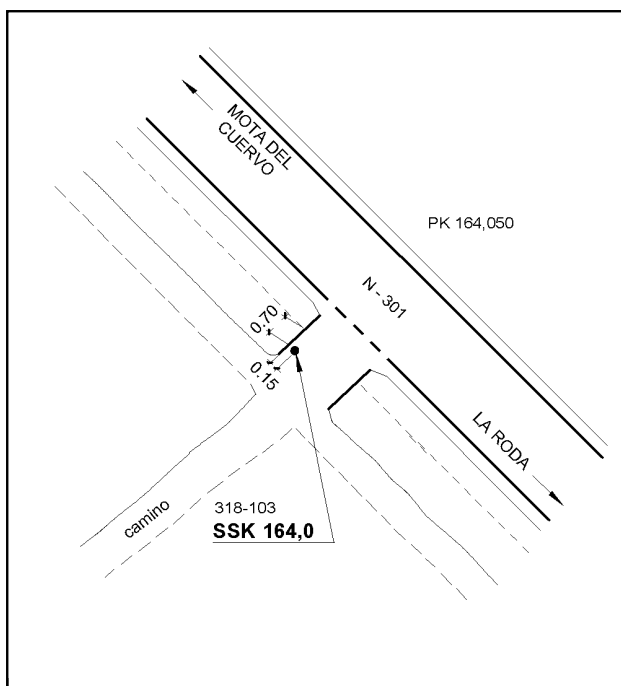 MOTA DEL
CUERVO
PK 164,050
N - 301
0.70
0.15
LA RODA
camino
318-103
SSK 164,0